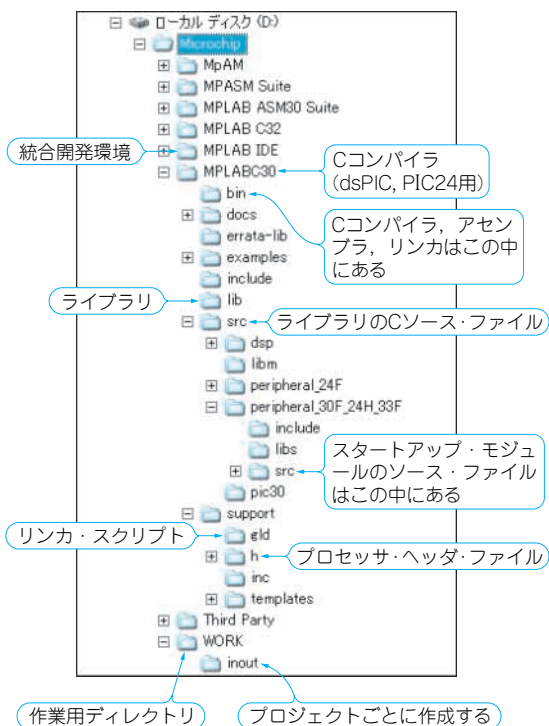 ローカル ディスク (D:)
Microchip
MpAM
MPASM Suite
MPLAB ASM30 Suite
MPLAB C32
統合開発環境
MPLAB IDE
MPLABC30
Cコンパイラ
(dsPIC, PIC24用)
bin
docs
Cコンパイラ，アセン
ブラ，リンカはこの中
にある
errata-lib
examples
include
ライブラリ
lib
src
ライブラリのCソース・ファイル
dsp
libm
peripheral_24F
peripheral_30F_24H_33F
include
libs
src
スタートアップ・モジュ
ールのソース・ファイル
はこの中にある
pic30
support
リンカ・スクリプト
gld
h
プロセッサ・ヘッダ・ファイル
inc
templates
Third Party
WORK
inout
作業用ディレクトリ
プロジェクトごとに作成する